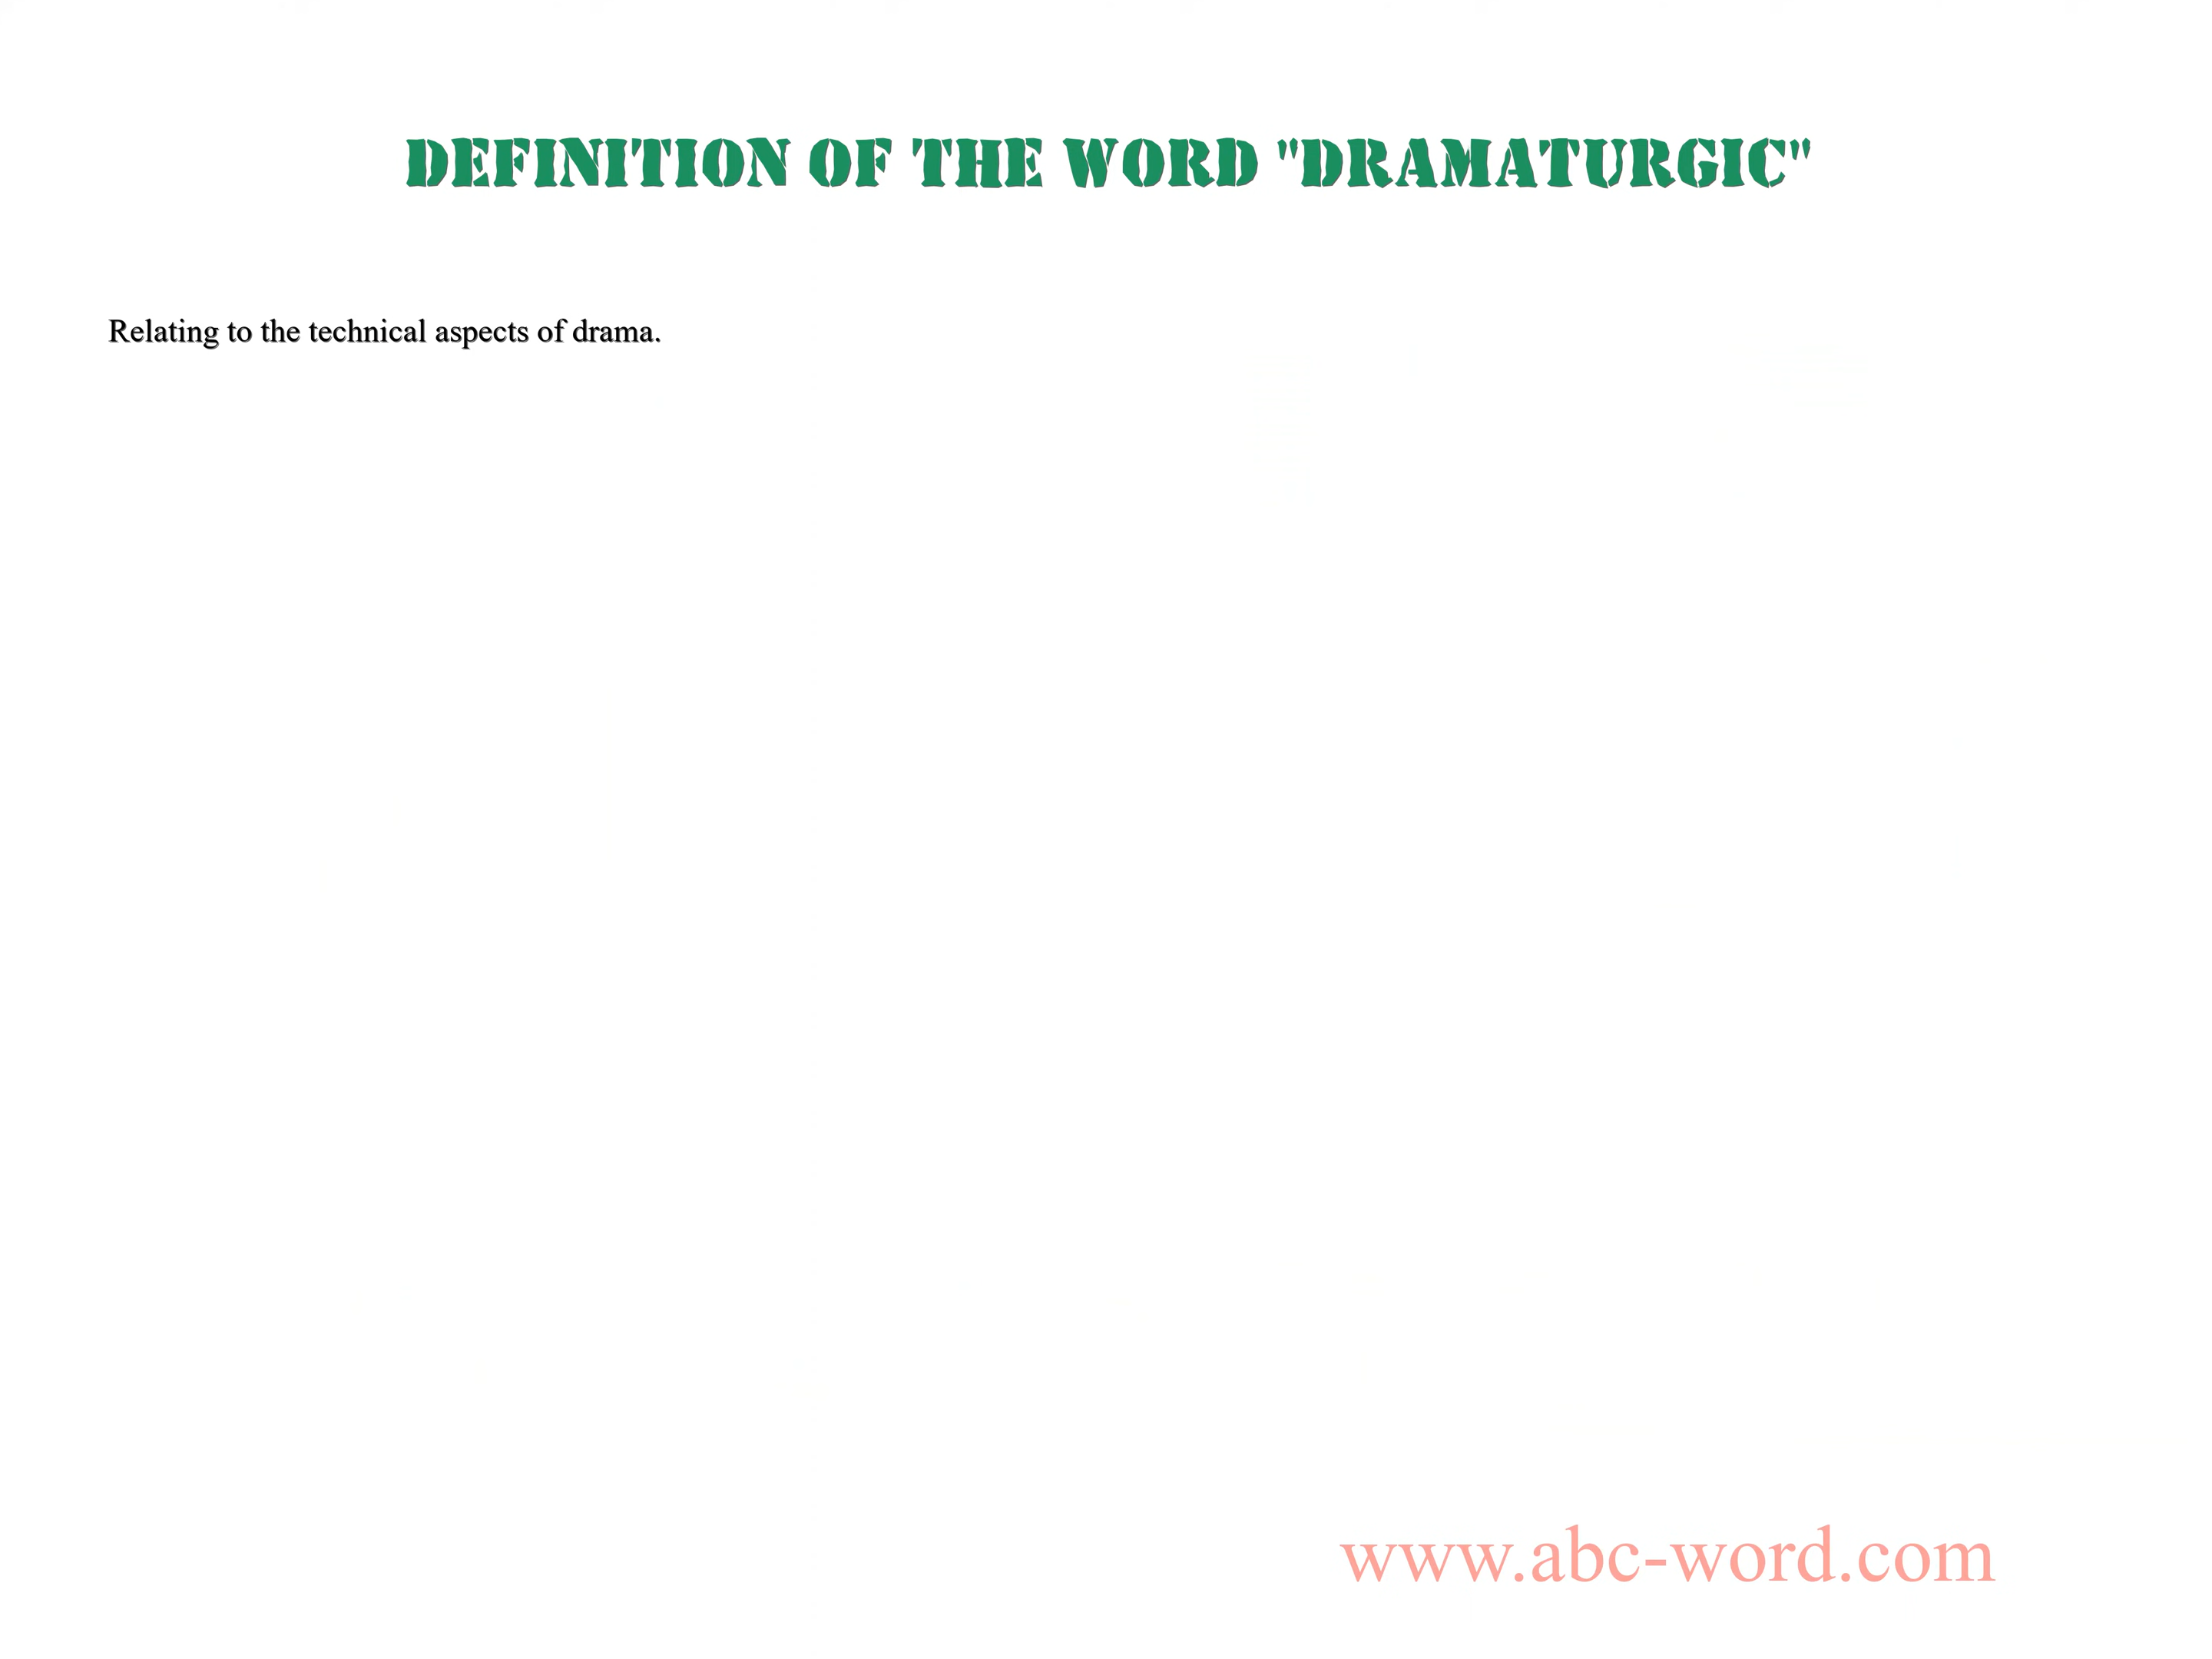 DEFINITION OF THE WORD "DRAMATURGIC"
Relating to the technical aspects of drama.
www.abc-word.com